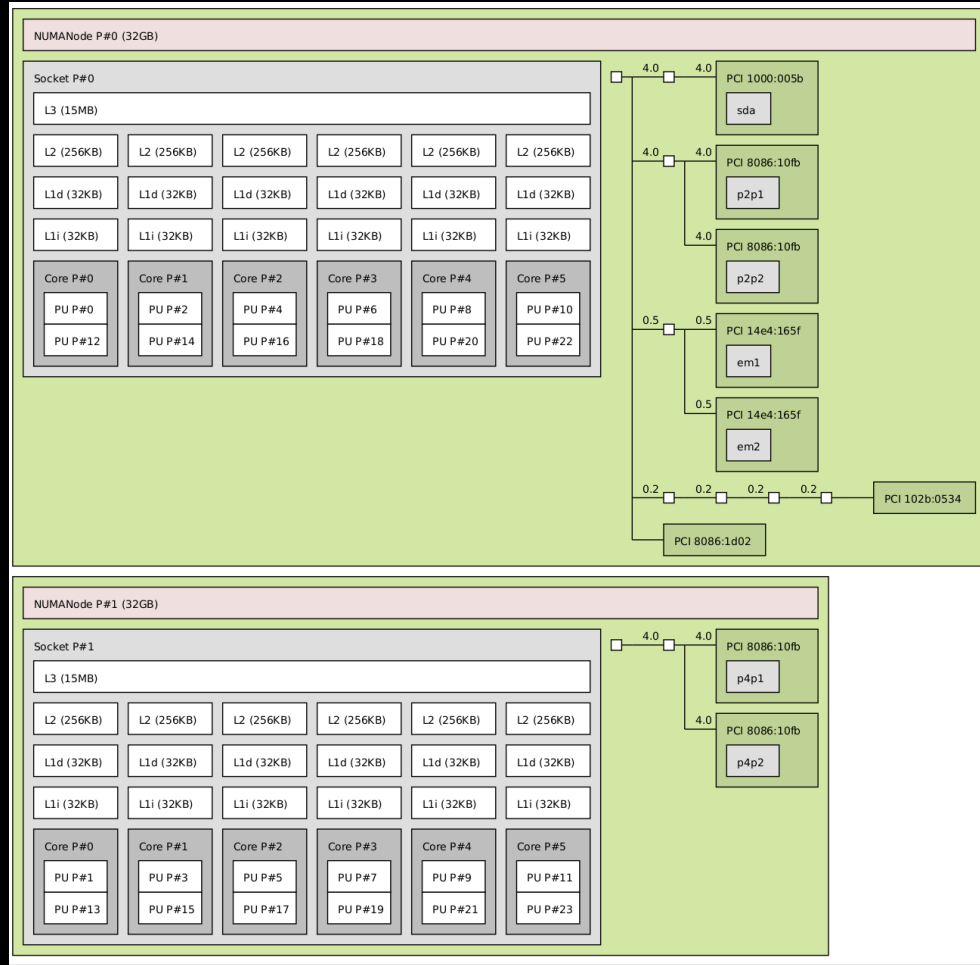 NUMANode P#0 (32GB)
Socket P#0
L3 (15MB)
L2 (256KB) L2 (256KB) L2 (256KB) L2 (256KB) L2 (256KB) L2 (256KB)
L1d (32KB) L1d (32KB) L1d (32KB) L1d (32KB) L1d (32KB) L1d (32KB)
L1i (32KB) L1i (32KB) L1i (32KB) L1i (32KB) L1i (32KB) L1i (32KB)
Core P#0 Core P#1 Core P#2 Core P#3 Core P#4 Core P#5
PU P#0 PU P#2 PU P#4 PU P#6 PU P#8 PU P#10
PU P#12 PU P#14 PU P#16 PU P#18 PU P#20 PU P#22
4.0 4.0 PCI 1000:005b
sda
4.0 4.0 PCI 8086:10fb
p2p1
4.0 PCI 8086:10fb
p2p2
0.5 0.5 PCI 14e4:165f
em1
0.5 PCI 14e4:165f
em2
0.2 0.2 0.2 0.2 PCI 102b:0534
PCI 8086:1d02
NUMANode P#1 (32GB)
Socket P#1
L3 (15MB)
L2 (256KB) L2 (256KB) L2 (256KB) L2 (256KB) L2 (256KB) L2 (256KB)
L1d (32KB) L1d (32KB) L1d (32KB) L1d (32KB) L1d (32KB) L1d (32KB)
L1i (32KB) L1i (32KB) L1i (32KB) L1i (32KB) L1i (32KB) L1i (32KB)
Core P#0 Core P#1 Core P#2 Core P#3 Core P#4 Core P#5
PU P#1 PU P#3 PU P#5 PU P#7 PU P#9 PU P#11
PU P#13 PU P#15 PU P#17 PU P#19 PU P#21 PU P#23
4.0 4.0 PCI 8086:10fb
p4p1
4.0 PCI 8086:10fb
p4p2